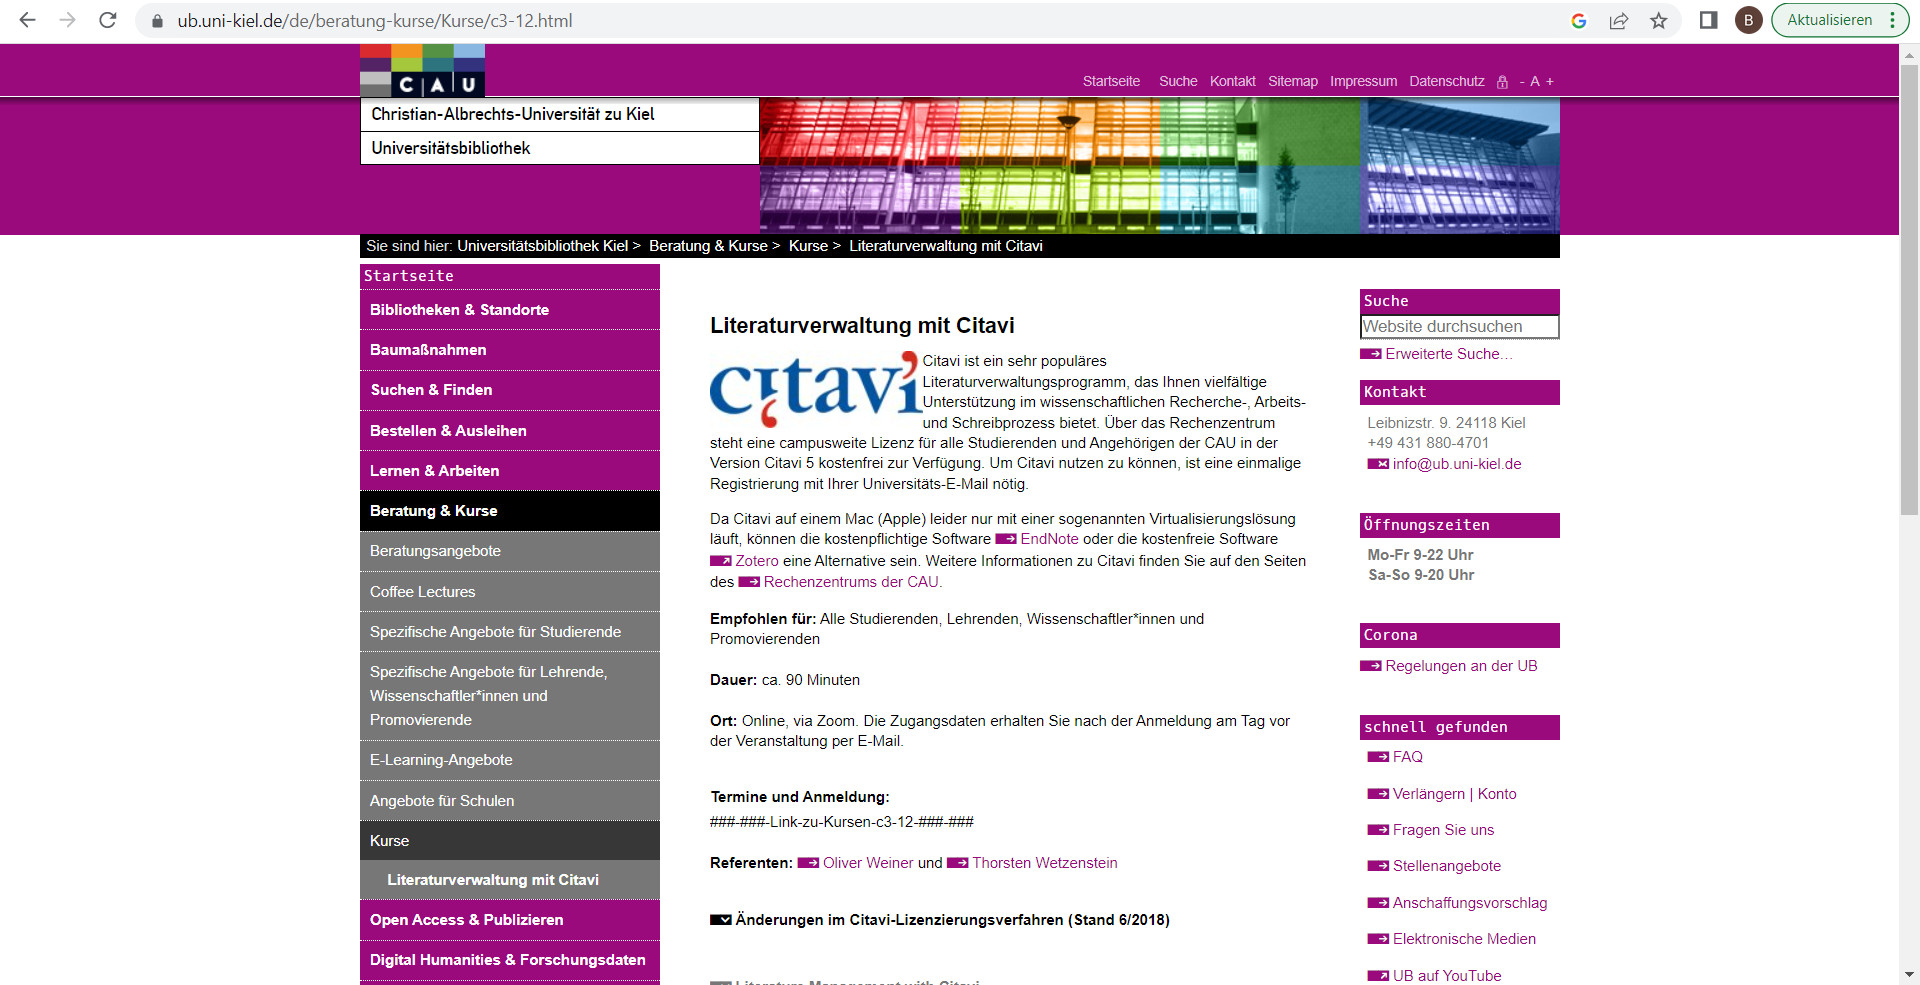 ub.uni-kiel.de/de/beratung-kurse/Kurse/c3-12.html
B
Aktualisieren
C|A|U
Startseite Suche Kontakt Sitemap Impressum Datenschutz - A +
Christian-Albrechts-Universität zu Kiel
Universitätsbibliothek
Sie sind hier: Universitätsbibliothek Kiel > Beratung & Kurse > Kurse > Literaturverwaltung mit Citavi
Startseite
Bibliotheken & Standorte
Baumaßnahmen
Suchen & Finden
Bestellen & Ausleihen
Lernen & Arbeiten
Beratung & Kurse
Beratungsangebote
Coffee Lectures
Spezifische Angebote für Studierende
Spezifische Angebote für Lehrende,
Wissenschaftler*innen und
Promovierende
E-Learning-Angebote
Angebote für Schulen
Kurse
Literaturverwaltung mit Citavi
Open Access & Publizieren
Digital Humanities & Forschungsdaten
Literaturverwaltung mit Citavi
citavi
Citavi ist ein sehr populäres
Literaturverwaltungsprogramm, das Ihnen vielfältige
Unterstützung im wissenschaftlichen Recherche-, Arbeits-
und Schreibprozess bietet. Über das Rechenzentrum
steht eine campusweite Lizenz für alle Studierenden und Angehörigen der CAU in der
Version Citavi 5 kostenfrei zur Verfügung. Um Citavi nutzen zu können, ist eine einmalige
Registrierung mit Ihrer Universitäts-E-Mail nötig.
Da Citavi auf einem Mac (Apple) leider nur mit einer sogenannten Virtualisierungslösung
läuft, können die kostenpflichtige Software EndNote oder die kostenfreie Software
Zotero eine Alternative sein. Weitere Informationen zu Citavi finden Sie auf den Seiten
des Rechenzentrums der CAU.
Empfohlen für: Alle Studierenden, Lehrenden, Wissenschaftler*innen und
Promovierenden
Dauer: ca. 90 Minuten
Ort: Online, via Zoom. Die Zugangsdaten erhalten Sie nach der Anmeldung am Tag vor
der Veranstaltung per E-Mail.
Termine und Anmeldung:
###-###-Link-zu-Kursen-c3-12-###-###
Referenten: Oliver Weiner und Thorsten Wetzenstein
Änderungen im Citavi-Lizenzierungsverfahren (Stand 6/2018)
Literature Management with Citavi
Suche
Website durchsuchen
Erweiterte Suche...
Kontakt
Leibnizstr. 9. 24118 Kiel
+49 431 880-4701
info@ub.uni-kiel.de
Öffnungszeiten
Mo-Fr 9-22 Uhr
Sa-So 9-20 Uhr
Corona
Regelungen an der UB
schnell gefunden
FAQ
Verlängern | Konto
Fragen Sie uns
Stellenangebote
Anschaffungsvorschlag
Elektronische Medien
UB auf YouTube